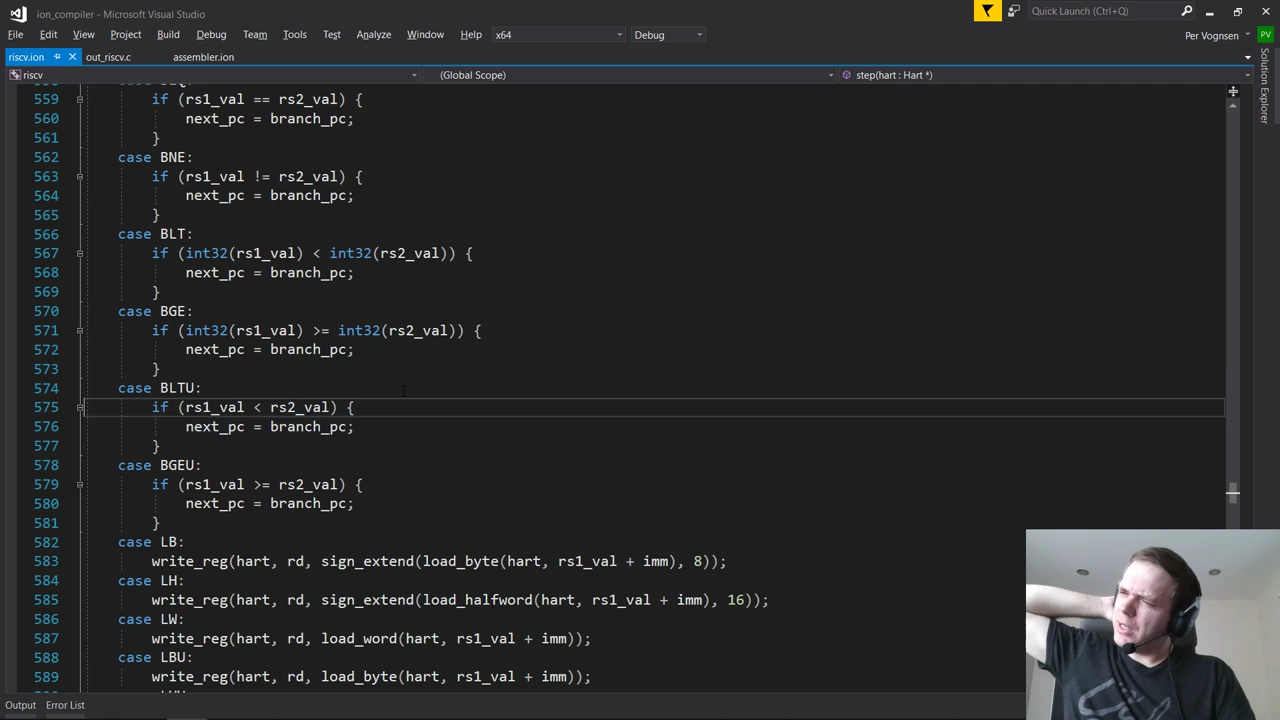 ion_compiler - Microsoft Visual Studio
Quick Launch (Ctrl+Q)
File Edit View Project Build Debug Team Tools Test Analyze Window Help x64 Debug
Per Vognsen PV
riscv.ion out_riscv.c assembler.ion
riscv (Global Scope) step(hart : Hart *)
Solution Explorer
559 if (rs1_val == rs2_val) {
560 next_pc = branch_pc;
561 }
562 case BNE:
563 if (rs1_val != rs2_val) {
564 next_pc = branch_pc;
565 }
566 case BLT:
567 if (int32(rs1_val) < int32(rs2_val)) {
568 next_pc = branch_pc;
569 }
570 case BGE:
571 if (int32(rs1_val) >= int32(rs2_val)) {
572 next_pc = branch_pc;
573 }
574 case BLTU:
575 if (rs1_val < rs2_val) {
576 next_pc = branch_pc;
577 }
578 case BGEU:
579 if (rs1_val >= rs2_val) {
580 next_pc = branch_pc;
581 }
582 case LB:
583 write_reg(hart, rd, sign_extend(load_byte(hart, rs1_val + imm), 8));
584 case LH:
585 write_reg(hart, rd, sign_extend(load_halfword(hart, rs1_val + imm), 16));
586 case LW:
587 write_reg(hart, rd, load_word(hart, rs1_val + imm));
588 case LBU:
589 write_reg(hart, rd, load_byte(hart, rs1_val + imm));
Output Error List